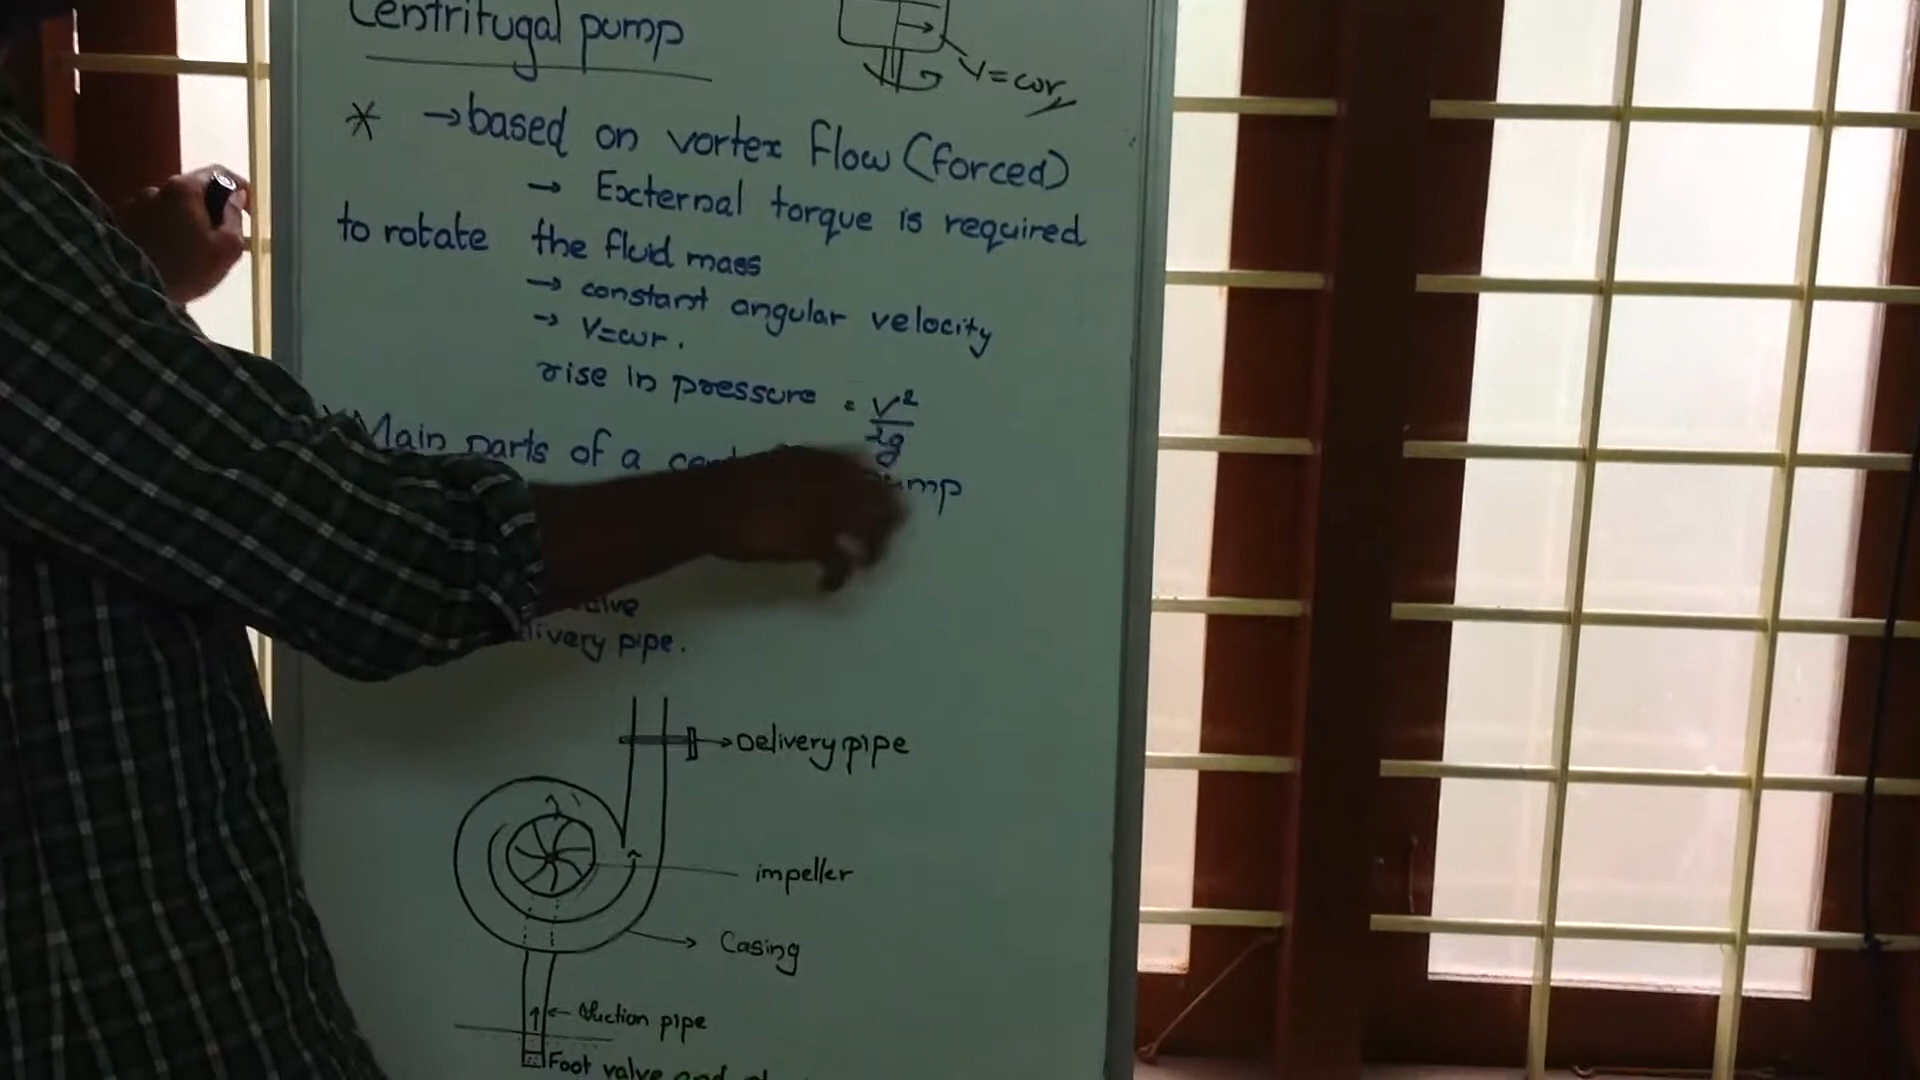 Centrifugal pump
V=ωr
* →based on vortex flow (forced)
→ External torque is required
to rotate the fluid mass
→ constant angular velocity
→ V=ωr.
rise in pressure = V²/2g
Main parts of a pump
valve
delivery pipe.
→Delivery pipe
impeller
→ Casing
← Suction pipe
Foot valve and